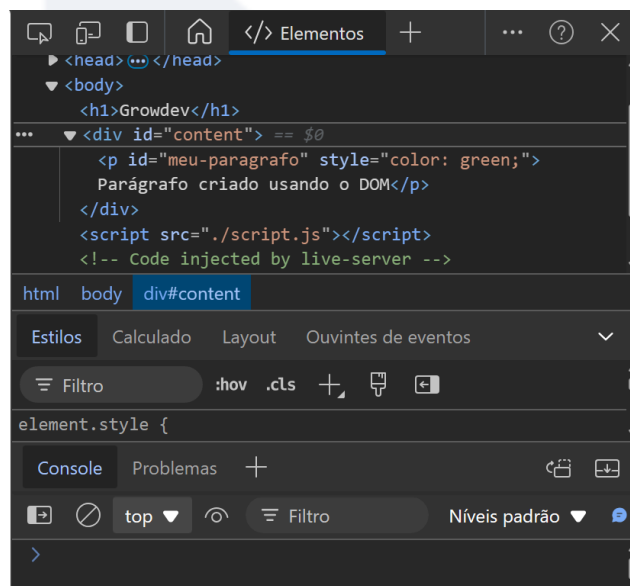 </> Elementos
▶ <head> ••• </head>
▼ <body>
<h1>Growdev</h1>
••• ▼ <div id="content"> == $0
<p id="meu-paragrafo" style="color: green;">
Parágrafo criado usando o DOM</p>
</div>
<script src="./script.js"></script>
<!-- Code injected by live-server -->
html body div#content
Estilos Calculado Layout Ouvintes de eventos
Filtro :hov .cls
element.style {
Console Problemas
top ▼ Filtro Níveis padrão ▼
>